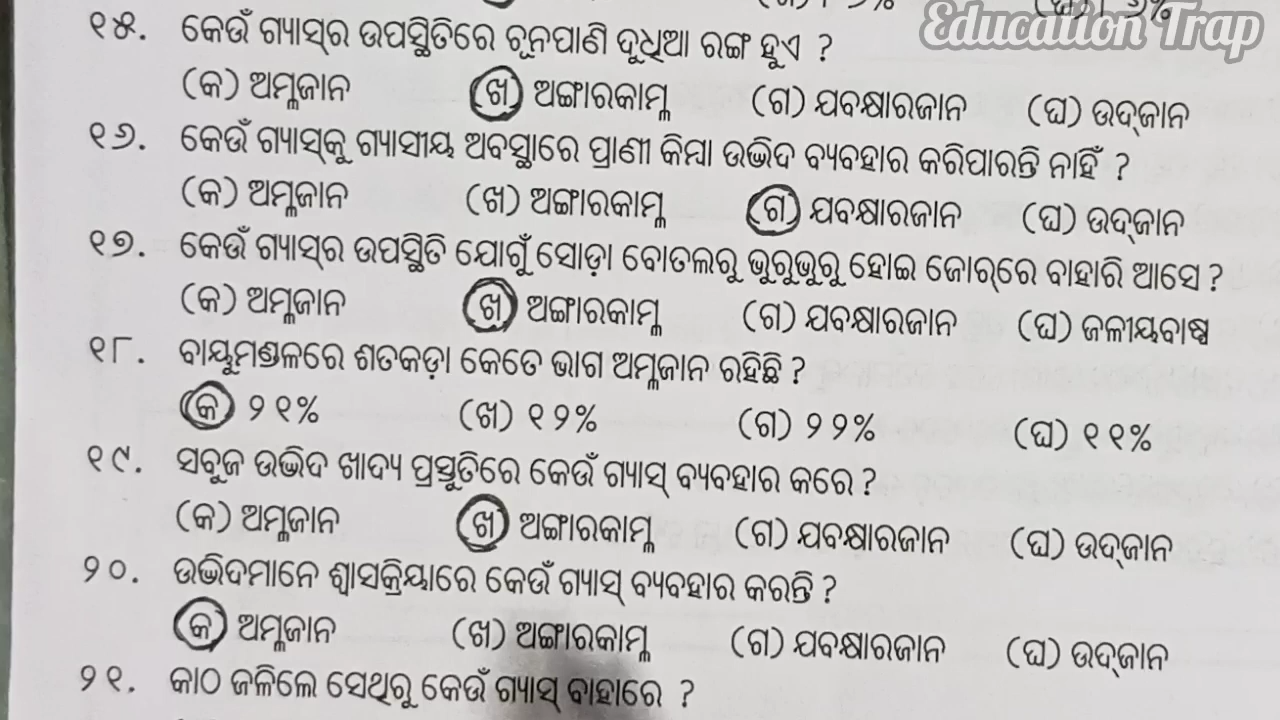 Education Trap
୧୫. କେଉଁ ଗ୍ୟାସ୍‌ର ଉପସ୍ଥିତିରେ ଚୂନପାଣି ଦୁଧିଆ ରଙ୍ଗ ହୁଏ ?
(କ) ଅମ୍ଳଜାନ (ଖ) ଅଙ୍ଗାରକାମ୍ଳ (ଗ) ଯବକ୍ଷାରଜାନ (ଘ) ଉଦ୍‌ଜାନ
୧୬. କେଉଁ ଗ୍ୟାସ୍‌କୁ ଗ୍ୟାସୀୟ ଅବସ୍ଥାରେ ପ୍ରାଣୀ କିମ୍ବା ଉଦ୍ଭିଦ ବ୍ୟବହାର କରିପାରନ୍ତି ନାହିଁ ?
(କ) ଅମ୍ଳଜାନ (ଖ) ଅଙ୍ଗାରକାମ୍ଳ (ଗ) ଯବକ୍ଷାରଜାନ (ଘ) ଉଦ୍‌ଜାନ
୧୭. କେଉଁ ଗ୍ୟାସ୍‌ର ଉପସ୍ଥିତି ଯୋଗୁଁ ସୋଡ଼ା ବୋତଲରୁ ଭୁରୁଭୁରୁ ହୋଇ ଜୋର୍‌ରେ ବାହାରି ଆସେ ?
(କ) ଅମ୍ଳଜାନ (ଖ) ଅଙ୍ଗାରକାମ୍ଳ (ଗ) ଯବକ୍ଷାରଜାନ (ଘ) ଜଳୀୟବାଷ୍ପ
୧୮. ବାୟୁମଣ୍ଡଳରେ ଶତକଡ଼ା କେତେ ଭାଗ ଅମ୍ଳଜାନ ରହିଛି ?
(କ) ୨୧% (ଖ) ୧୨% (ଗ) ୨୨% (ଘ) ୧୧%
୧୯. ସବୁଜ ଉଦ୍ଭିଦ ଖାଦ୍ୟ ପ୍ରସ୍ତୁତିରେ କେଉଁ ଗ୍ୟାସ୍ ବ୍ୟବହାର କରେ ?
(କ) ଅମ୍ଳଜାନ (ଖ) ଅଙ୍ଗାରକାମ୍ଳ (ଗ) ଯବକ୍ଷାରଜାନ (ଘ) ଉଦ୍‌ଜାନ
୨୦. ଉଦ୍ଭିଦମାନେ ଶ୍ୱାସକ୍ରିୟାରେ କେଉଁ ଗ୍ୟାସ୍ ବ୍ୟବହାର କରନ୍ତି ?
(କ) ଅମ୍ଳଜାନ (ଖ) ଅଙ୍ଗାରକାମ୍ଳ (ଗ) ଯବକ୍ଷାରଜାନ (ଘ) ଉଦ୍‌ଜାନ
୨୧. କାଠ ଜଳିଲେ ସେଥିରୁ କେଉଁ ଗ୍ୟାସ୍ ବାହାରେ ?